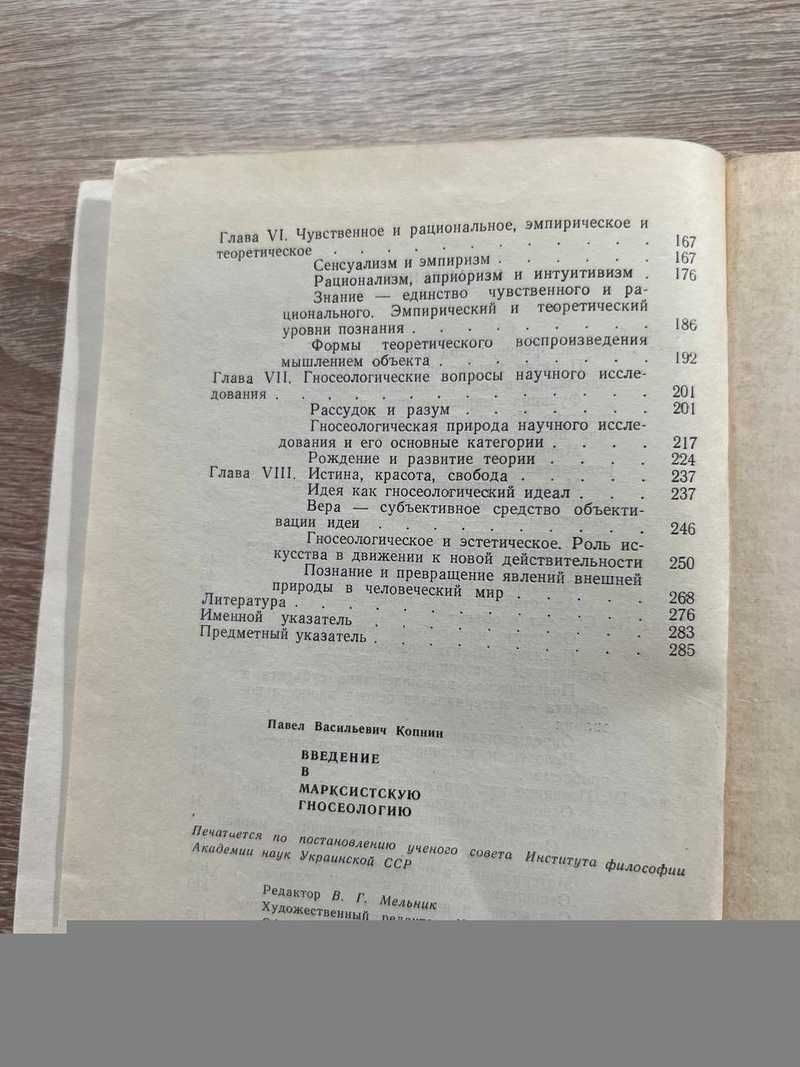 Глава VI. Чувственное и рациональное, эмпирическое и
теоретическое . . . . . . . . . . . 167
Сенсуализм и эмпиризм . . . . . . 167
Рационализм, априоризм и интуитивизм . 176
Знание — единство чувственного и ра-
ционального. Эмпирический и теоретический
уровни познания . . . . . . . . 186
Формы теоретического воспроизведения
мышлением объекта . . . . . . . 192
Глава VII. Гносеологические вопросы научного иссле-
дования . . . . . . . . . . . . 201
Рассудок и разум . . . . . . 201
Гносеологическая природа научного иссле-
дования и его основные категории . . . . 217
Рождение и развитие теории . . . . 224
Глава VIII. Истина, красота, свобода . . . . . 237
Идея как гносеологический идеал . . . 237
Вера — субъективное средство объекти-
вации идеи . . . . . . . . . 246
Гносеологическое и эстетическое. Роль ис-
кусства в движении к новой действительности 250
Познание и превращение явлений внешней
природы в человеческий мир . . . . . 268
Литература . . . . . . . . . . . 276
Именной указатель . . . . . . . . . 283
Предметный указатель . . . . . . . . . 285
Павел Васильевич Копнин
ВВЕДЕНИЕ
В
МАРКСИСТСКУЮ
ГНОСЕОЛОГИЮ
Печатается по постановлению ученого совета Института философии
Академии наук Украинской ССР
Редактор В. Г. Мельник
Художественный